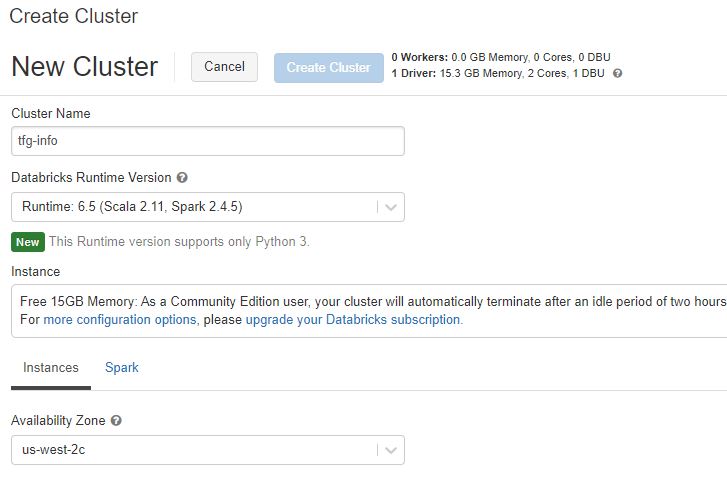 Create Cluster
New Cluster
Cancel
Create Cluster
0 Workers: 0.0 GB Memory, 0 Cores, 0 DBU
1 Driver: 15.3 GB Memory, 2 Cores, 1 DBU ?
Cluster Name
tfg-info
Databricks Runtime Version ?
Runtime: 6.5 (Scala 2.11, Spark 2.4.5)
New This Runtime version supports only Python 3.
Instance
Free 15GB Memory: As a Community Edition user, your cluster will automatically terminate after an idle period of two hours
For more configuration options, please upgrade your Databricks subscription.
Instances Spark
Availability Zone ?
us-west-2c